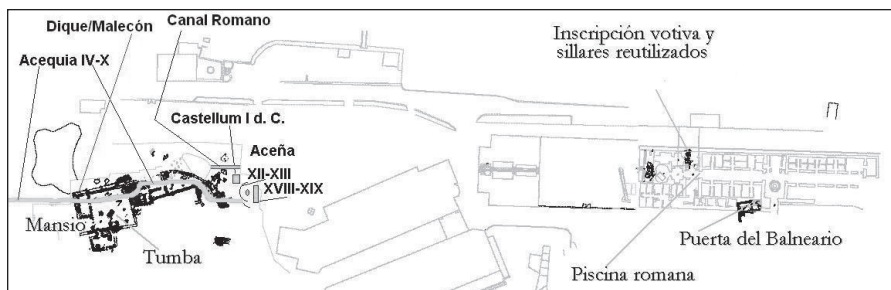 Canal Romano
Dique/Malecón
Acequia IV-X
Castellum I d. C.
Aceña
XII-XIII
XVIII-XIX
Mansio
Tumba
Inscripción votiva y
sillares reutilizados
Puerta del Balneario
Piscina romana